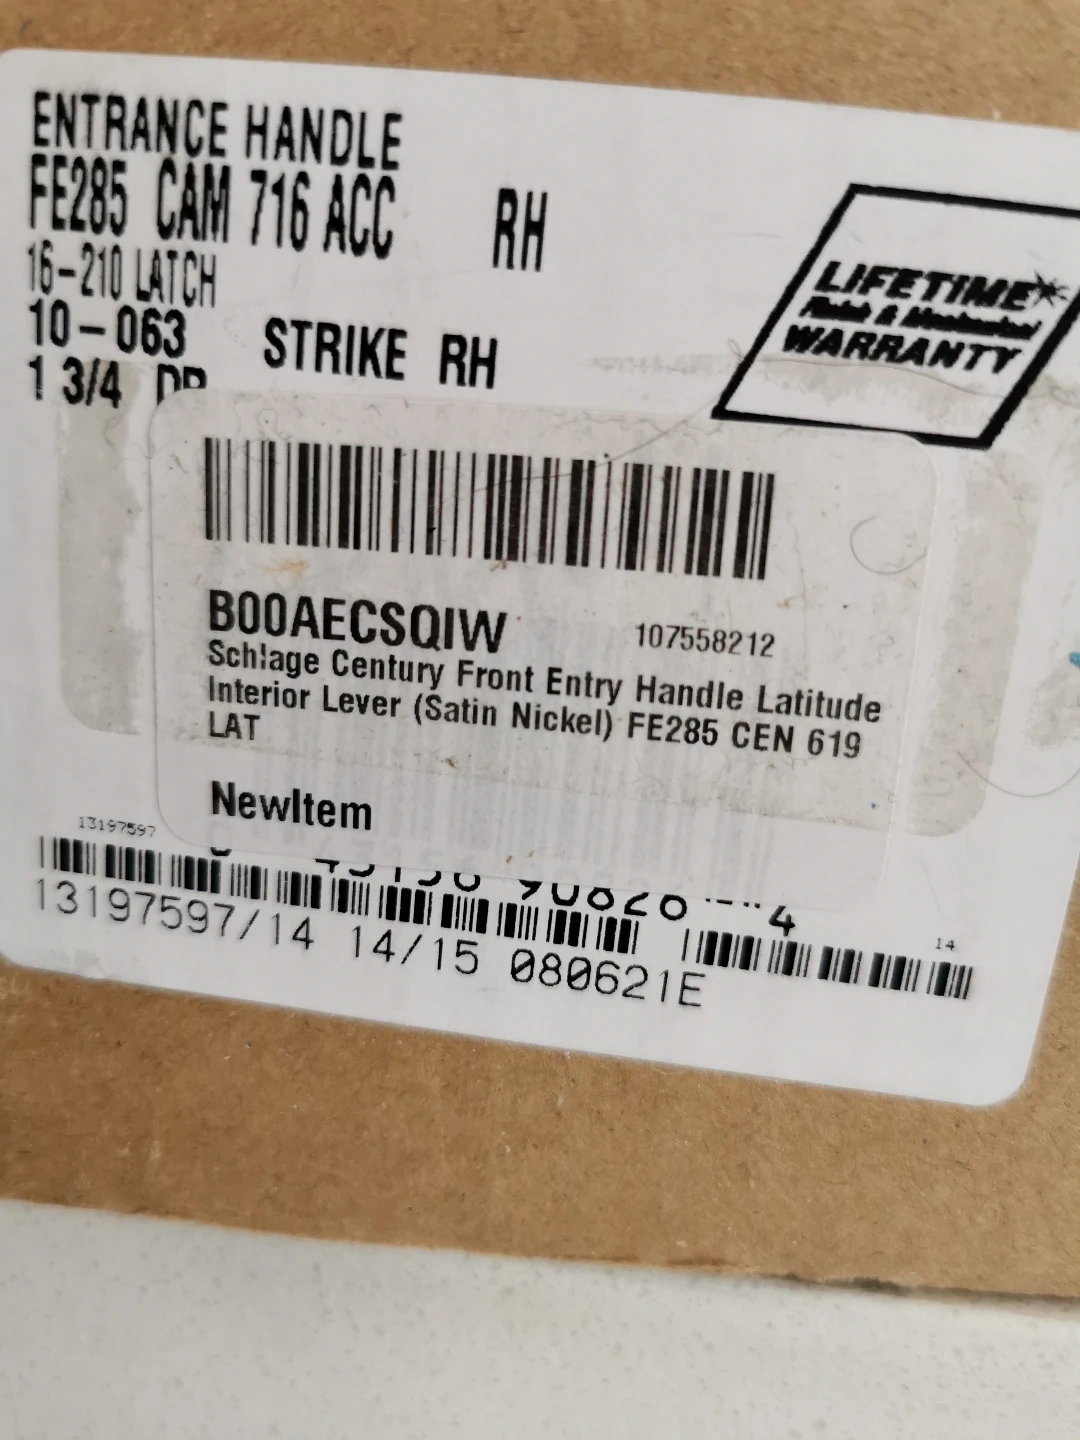 ENTRANCE HANDLE
FE285 CAM 716 ACC RH
16-210 LATCH
10-063 STRIKE RH
1 3/4
LIFETIME
Finish & Mechanical
WARRANTY
B00AECSQIW 107558212
Schlage Century Front Entry Handle Latitude
Interior Lever (Satin Nickel) FE285 CEN 619
LAT
NewItem
13197597
14
13197597/14 14/15 080621E